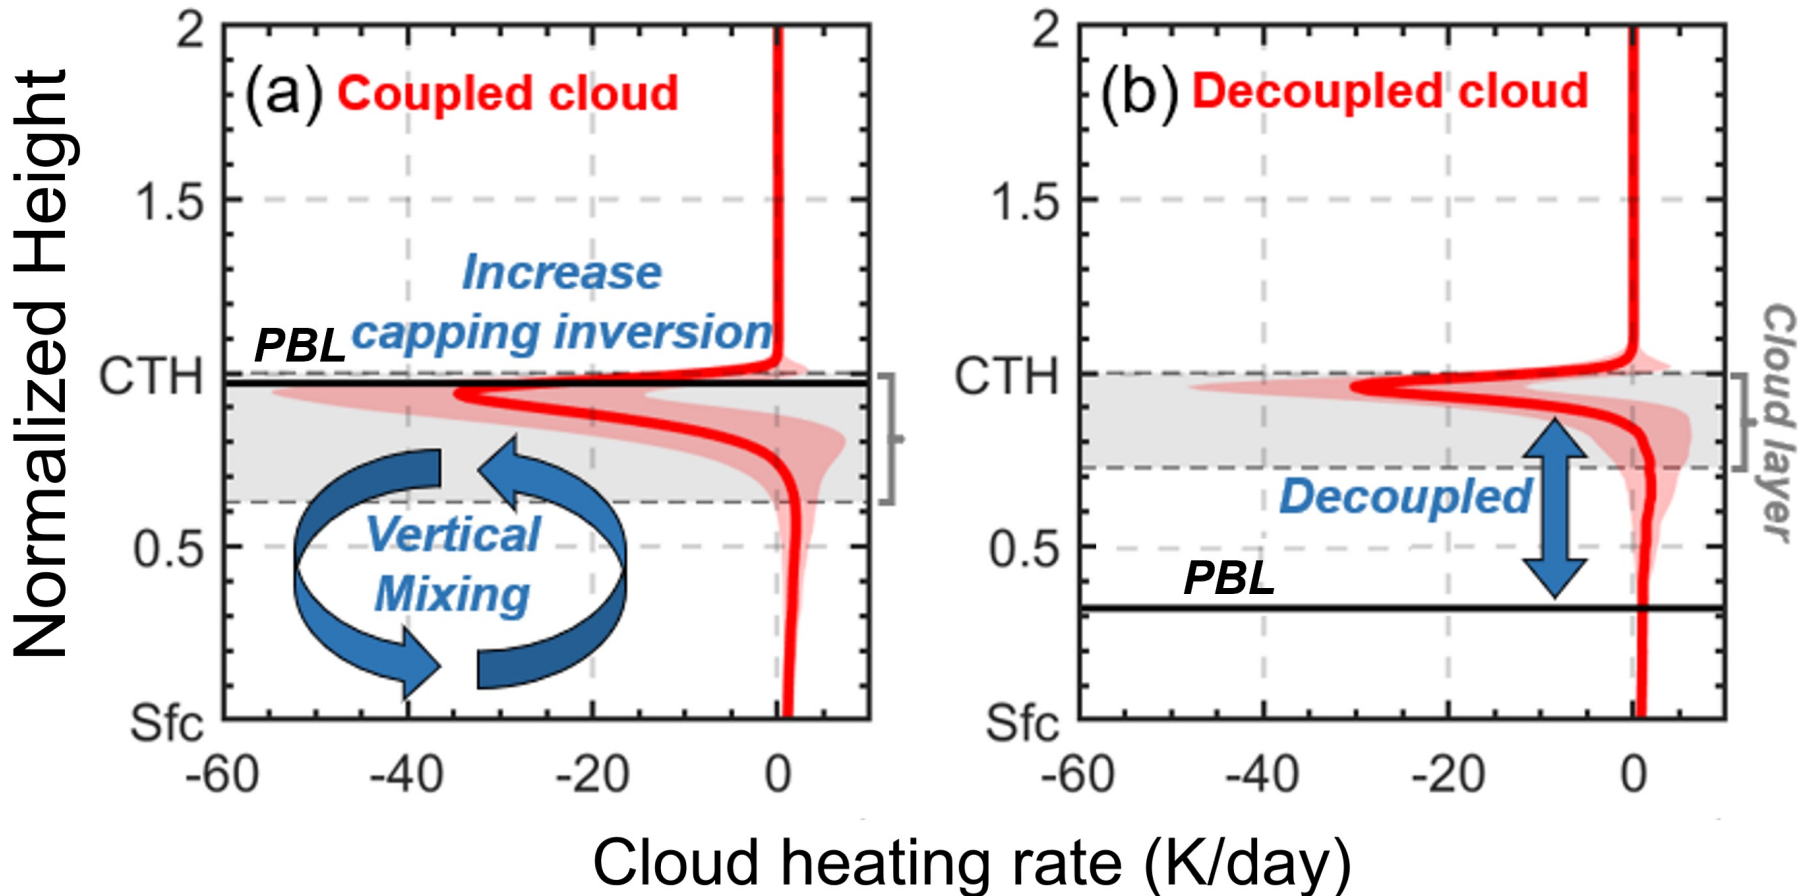 Normalized Height
2
(a) Coupled cloud
1.5
Increase
PBL capping inversion
CTH
Vertical
0.5
Mixing
Sfc
-60 -40 -20 0
2
(b) Decoupled cloud
1.5
CTH
Decoupled
0.5
PBL
Sfc
-60 -40 -20 0
Cloud layer
Cloud heating rate (K/day)